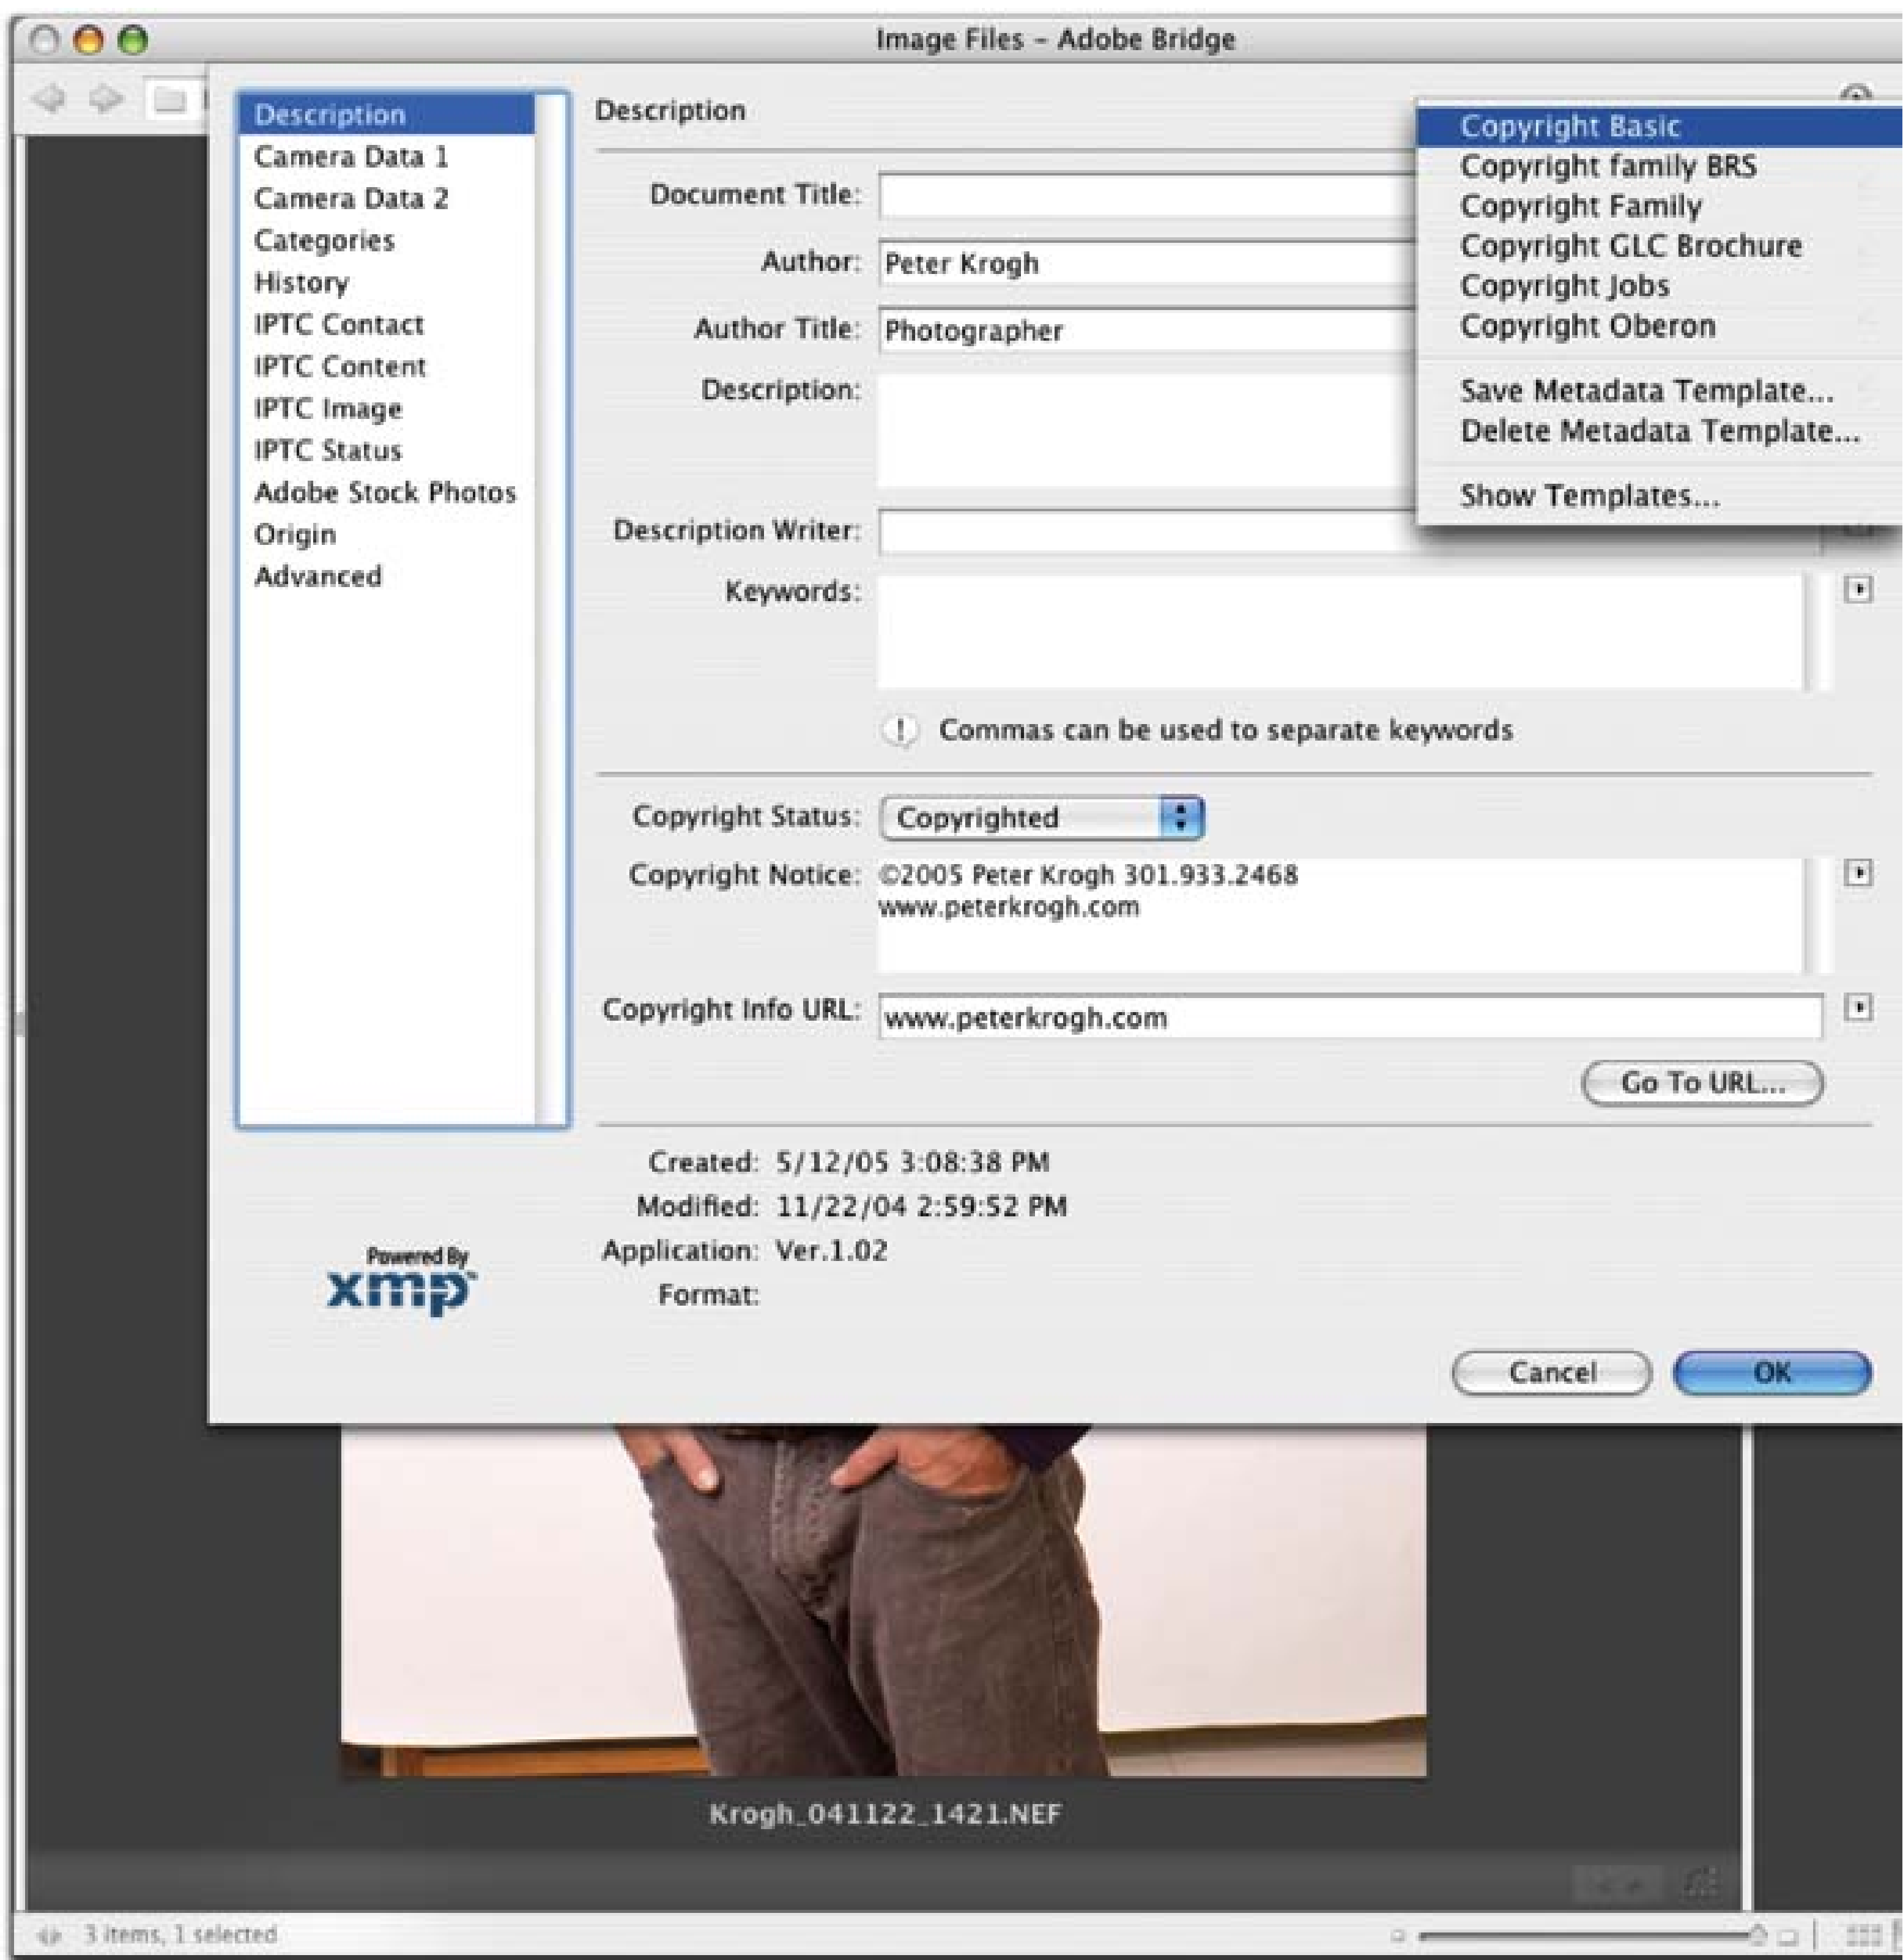 Image Files – Adobe Bridge
Description
Camera Data 1
Camera Data 2
Categories
History
IPTC Contact
IPTC Content
IPTC Image
IPTC Status
Adobe Stock Photos
Origin
Advanced
Powered By
xmp™
Description
Document Title:
Author: Peter Krogh
Author Title: Photographer
Description:
Description Writer:
Keywords:
! Commas can be used to separate keywords
Copyright Status: Copyrighted
Copyright Notice: ©2005 Peter Krogh 301.933.2468
www.peterkrogh.com
Copyright Info URL: www.peterkrogh.com
Go To URL...
Created: 5/12/05 3:08:38 PM
Modified: 11/22/04 2:59:52 PM
Application: Ver.1.02
Format:
Cancel OK
Copyright Basic
Copyright family BRS
Copyright Family
Copyright GLC Brochure
Copyright Jobs
Copyright Oberon
Save Metadata Template...
Delete Metadata Template...
Show Templates...
Krogh_041122_1421.NEF
3 items, 1 selected